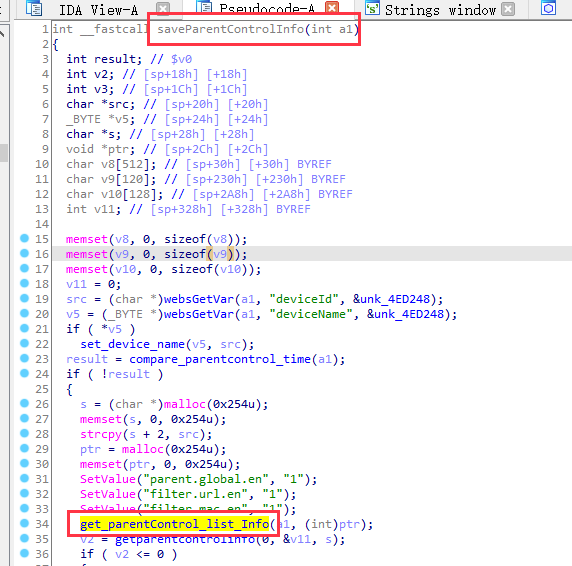 IDA View-A Pseudocode-A Strings window
1 int __fastcall saveParentControlInfo(int a1)
2 {
3 int result; // $v0
4 int v2; // [sp+18h] [+18h]
5 int v3; // [sp+1Ch] [+1Ch]
6 char *src; // [sp+20h] [+20h]
7 _BYTE *v5; // [sp+24h] [+24h]
8 char *s; // [sp+28h] [+28h]
9 void *ptr; // [sp+2Ch] [+2Ch]
10 char v8[512]; // [sp+30h] [+30h] BYREF
11 char v9[120]; // [sp+230h] [+230h] BYREF
12 char v10[128]; // [sp+2A8h] [+2A8h] BYREF
13 int v11; // [sp+328h] [+328h] BYREF
14
15 memset(v8, 0, sizeof(v8));
16 memset(v9, 0, sizeof(v9));
17 memset(v10, 0, sizeof(v10));
18 v11 = 0;
19 src = (char *)websGetVar(a1, "deviceId", &unk_4ED248);
20 v5 = (_BYTE *)websGetVar(a1, "deviceName", &unk_4ED248);
21 if ( *v5 )
22 set_device_name(v5, src);
23 result = compare_parentcontrol_time(a1);
24 if ( !result )
25 {
26 s = (char *)malloc(0x254u);
27 memset(s, 0, 0x254u);
28 strcpy(s + 2, src);
29 ptr = malloc(0x254u);
30 memset(ptr, 0, 0x254u);
31 SetValue("parent.global.en", "1");
32 SetValue("filter.url.en", "1");
33 SetValue("filter.mac.en", "1");
34 get_parentControl_list_Info(a1, (int)ptr);
35 v2 = getparentcontrolinfo(0, &v11, s);
36 if ( v2 <= 0 )
{